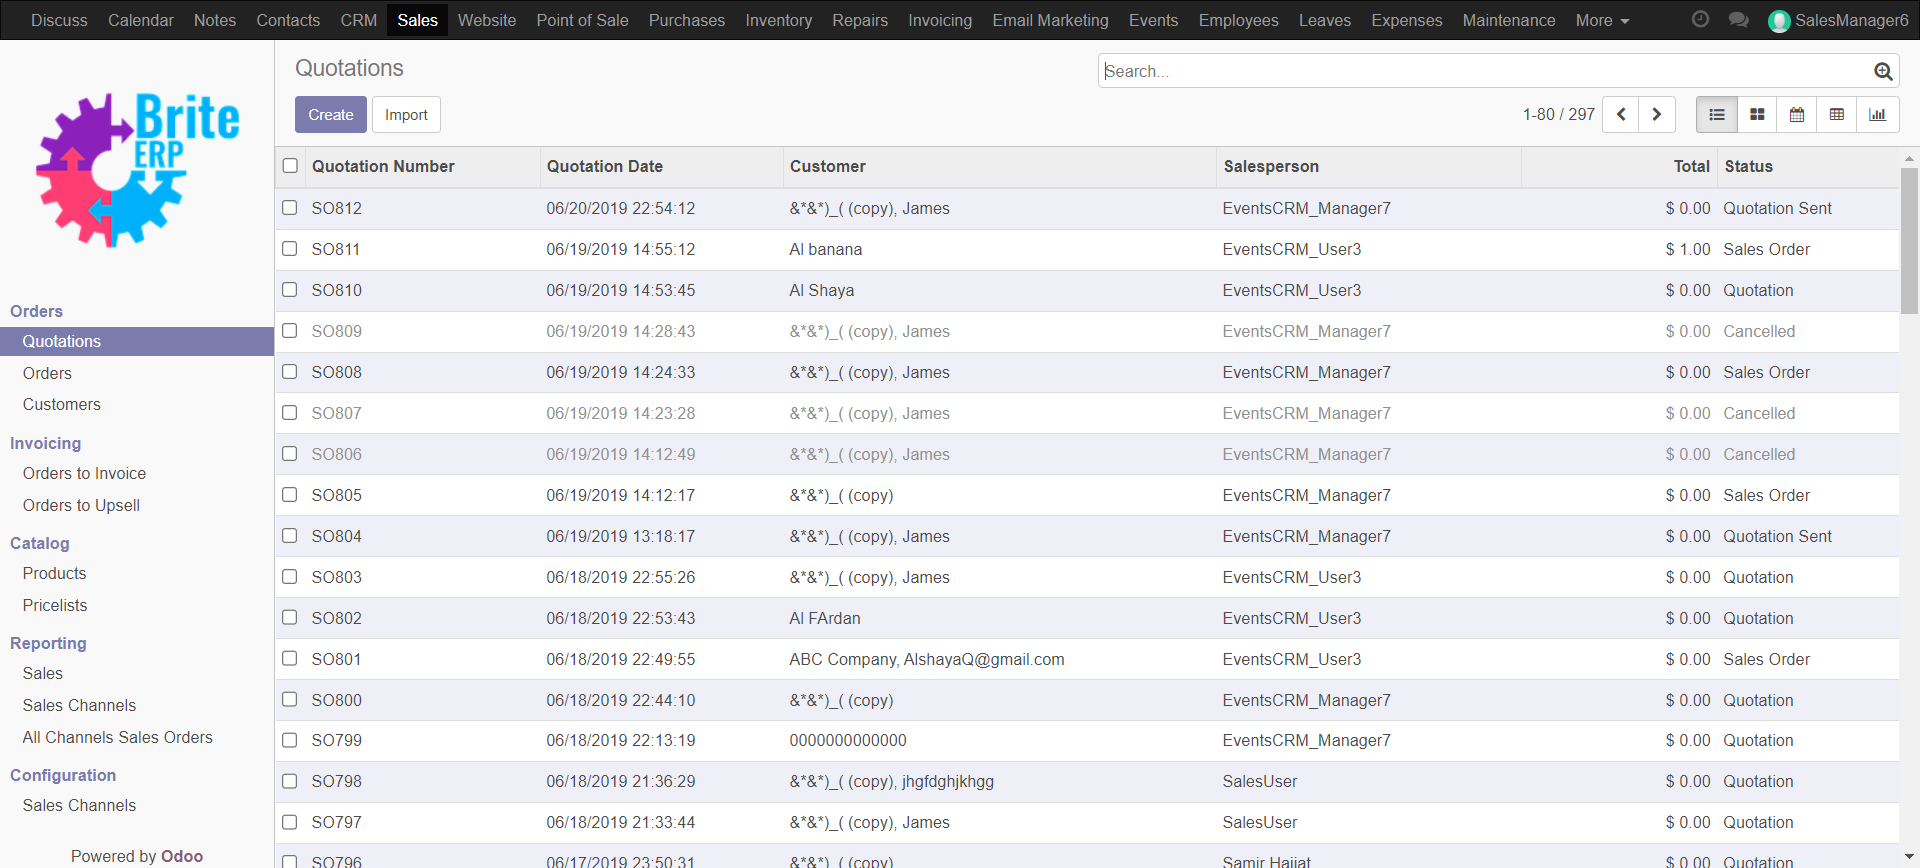 Discuss Calendar Notes Contacts CRM Sales Website Point of Sale Purchases Inventory Repairs Invoicing Email Marketing Events Employees Leaves Expenses Maintenance More SalesManager6
Brite
ERP
Orders
Quotations
Orders
Customers
Invoicing
Orders to Invoice
Orders to Upsell
Catalog
Products
Pricelists
Reporting
Sales
Sales Channels
All Channels Sales Orders
Configuration
Sales Channels
Powered by Odoo
Quotations
Search...
Create Import
1-80 / 297
Quotation Number Quotation Date Customer Salesperson Total Status
SO812 06/20/2019 22:54:12 &*&*)_( (copy), James EventsCRM_Manager7 $ 0.00 Quotation Sent
SO811 06/19/2019 14:55:12 Al banana EventsCRM_User3 $ 1.00 Sales Order
SO810 06/19/2019 14:53:45 Al Shaya EventsCRM_User3 $ 0.00 Quotation
SO809 06/19/2019 14:28:43 &*&*)_( (copy), James EventsCRM_Manager7 $ 0.00 Cancelled
SO808 06/19/2019 14:24:33 &*&*)_( (copy), James EventsCRM_Manager7 $ 0.00 Sales Order
SO807 06/19/2019 14:23:28 &*&*)_( (copy), James EventsCRM_Manager7 $ 0.00 Cancelled
SO806 06/19/2019 14:12:49 &*&*)_( (copy), James EventsCRM_Manager7 $ 0.00 Cancelled
SO805 06/19/2019 14:12:17 &*&*)_( (copy) EventsCRM_Manager7 $ 0.00 Sales Order
SO804 06/19/2019 13:18:17 &*&*)_( (copy), James EventsCRM_Manager7 $ 0.00 Quotation Sent
SO803 06/18/2019 22:55:26 &*&*)_( (copy), James EventsCRM_User3 $ 0.00 Quotation
SO802 06/18/2019 22:53:43 Al FArdan EventsCRM_User3 $ 0.00 Quotation
SO801 06/18/2019 22:49:55 ABC Company, AlshayaQ@gmail.com EventsCRM_User3 $ 0.00 Sales Order
SO800 06/18/2019 22:44:10 &*&*)_( (copy) EventsCRM_Manager7 $ 0.00 Quotation
SO799 06/18/2019 22:13:19 0000000000000 EventsCRM_Manager7 $ 0.00 Quotation
SO798 06/18/2019 21:36:29 &*&*)_( (copy), jhgfdghjkhgg SalesUser $ 0.00 Quotation
SO797 06/18/2019 21:33:44 &*&*)_( (copy), James SalesUser $ 0.00 Quotation
SO796 06/17/2019 23:50:31 &*&*)_( (copy) Samir Hajjat $ 0.00 Quotation